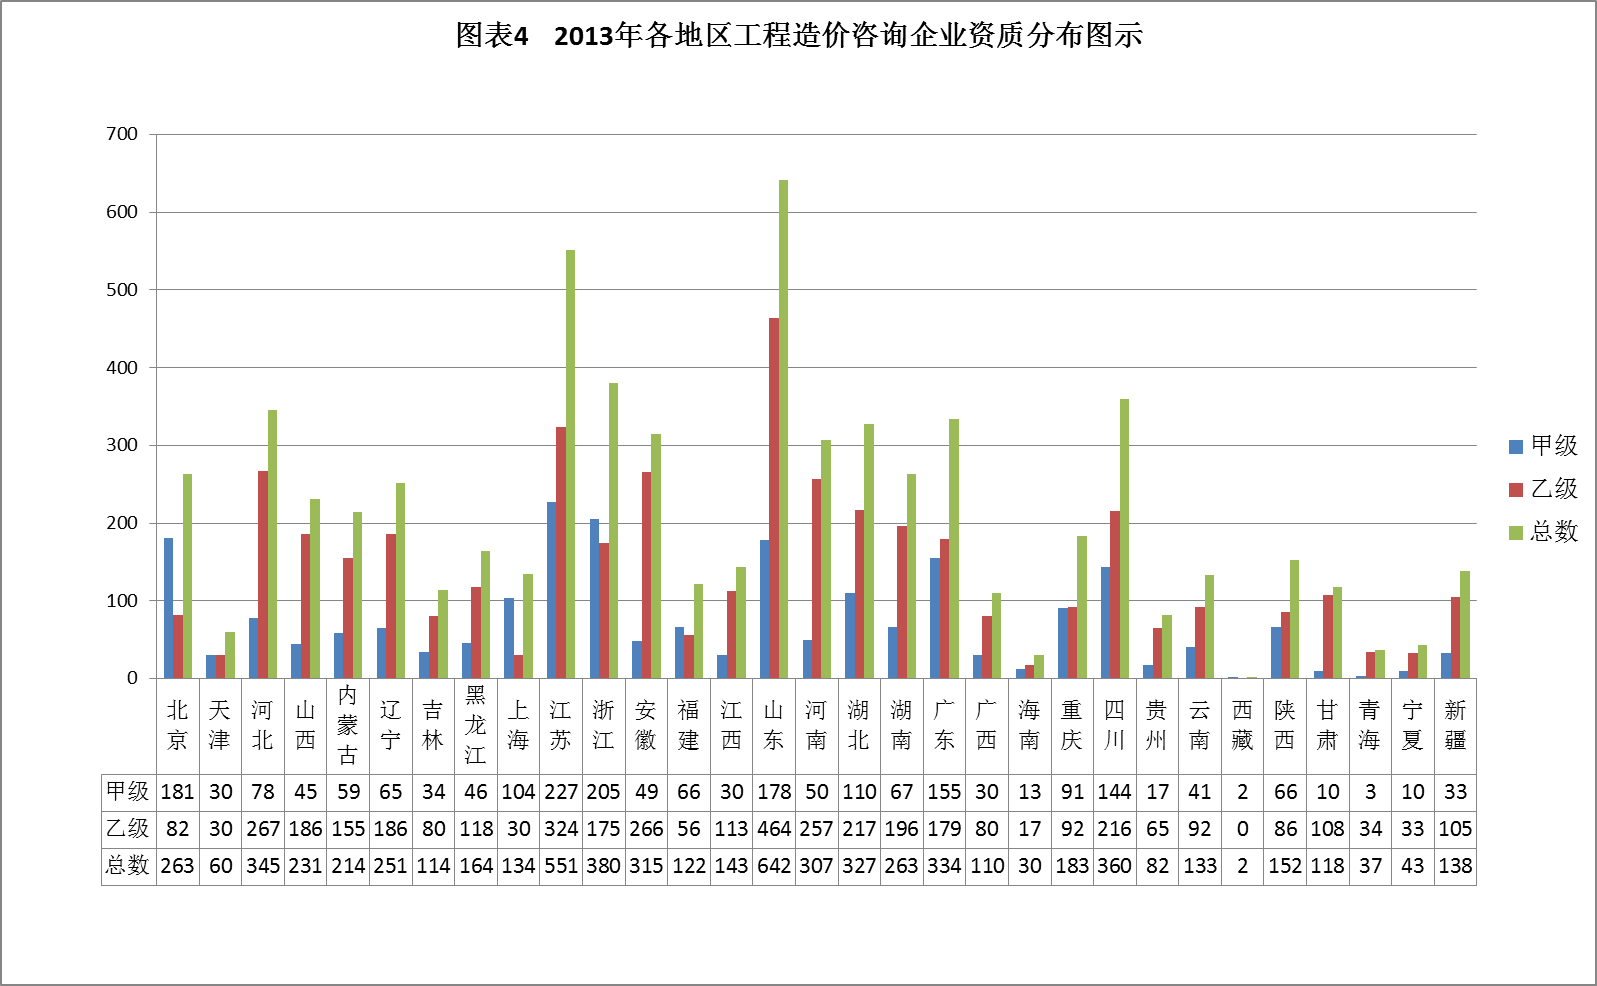 图表4 2013年各地区工程造价咨询企业资质分布图示
700
600
500
400
300
200
100
0
甲级
乙级
总数
北京 天津 河北 山西 内蒙古 辽宁 吉林 黑龙江 上海 江苏 浙江 安徽 福建 江西 山东 河南 湖北 湖南 广东 广西 海南 重庆 四川 贵州 云南 西藏 陕西 甘肃 青海 宁夏 新疆
甲级 181 30 78 45 59 65 34 46 104 227 205 49 66 30 178 50 110 67 155 30 13 91 144 17 41 2 66 10 3 10 33
乙级 82 30 267 186 155 186 80 118 30 324 175 266 56 113 464 257 217 196 179 80 17 92 216 65 92 0 86 108 34 33 105
总数 263 60 345 231 214 251 114 164 134 551 380 315 122 143 642 307 327 263 334 110 30 183 360 82 133 2 152 118 37 43 138